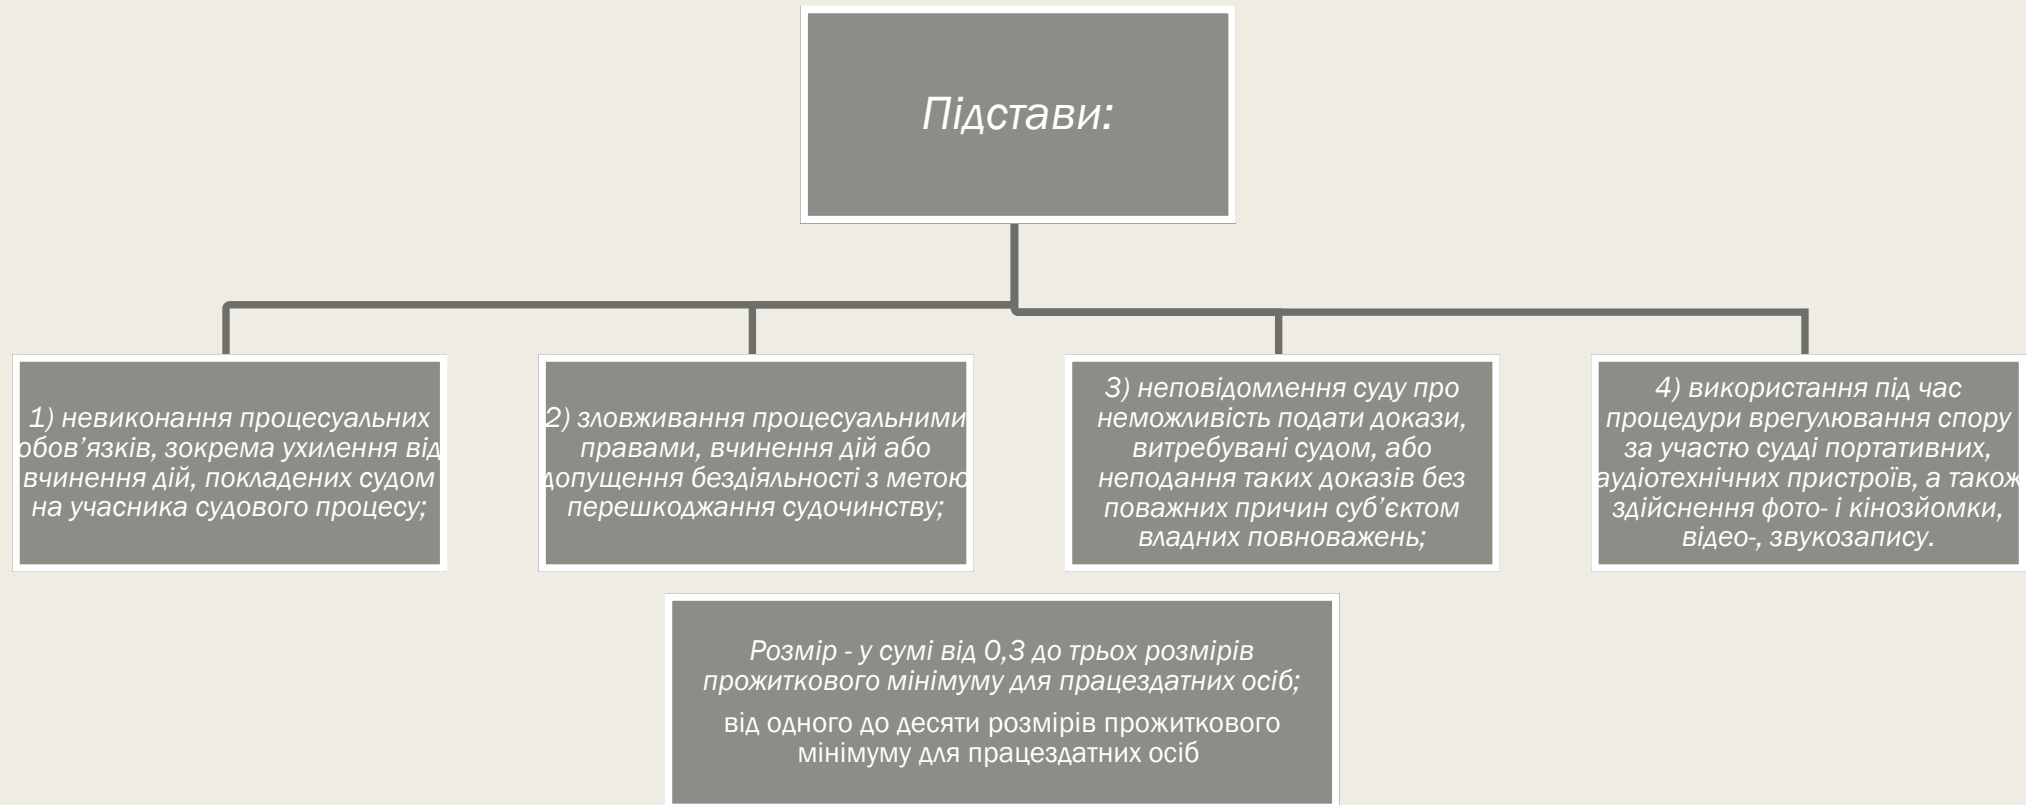 Підстави:
1) невиконання процесуальних
обов’язків, зокрема ухилення від
вчинення дій, покладених судом
на учасника судового процесу;
2) зловживання процесуальними
правами, вчинення дій або
допущення бездіяльності з метою
перешкоджання судочинству;
3) неповідомлення суду про
неможливість подати докази,
витребувані судом, або
неподання таких доказів без
поважних причин суб’єктом
владних повноважень;
4) використання під час
процедури врегулювання спору
за участю судді портативних,
аудіотехнічних пристроїв, а також
здійснення фото- і кінозйомки,
відео-, звукозапису.
Розмір - у сумі від 0,3 до трьох розмірів
прожиткового мінімуму для працездатних осіб;
від одного до десяти розмірів прожиткового
мінімуму для працездатних осіб